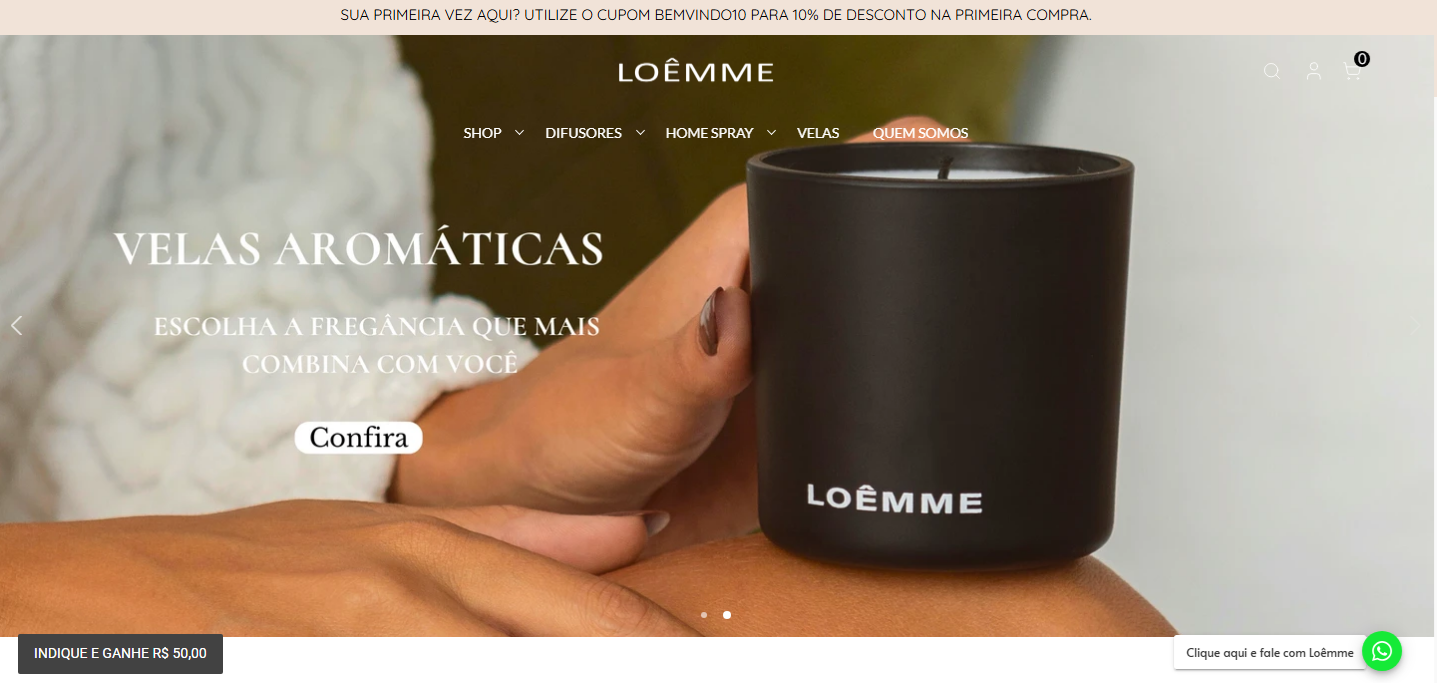 SUA PRIMEIRA VEZ AQUI? UTILIZE O CUPOM BEMVINDO10 PARA 10% DE DESCONTO NA PRIMEIRA COMPRA.
LOÊMME
0
SHOP DIFUSORES HOME SPRAY VELAS QUEM SOMOS
VELAS AROMÁTICAS
ESCOLHA A FREGÂNCIA QUE MAIS
COMBINA COM VOCÊ
Confira
LOÊMME
INDIQUE E GANHE R$ 50,00
Clique aqui e fale com Loêmme